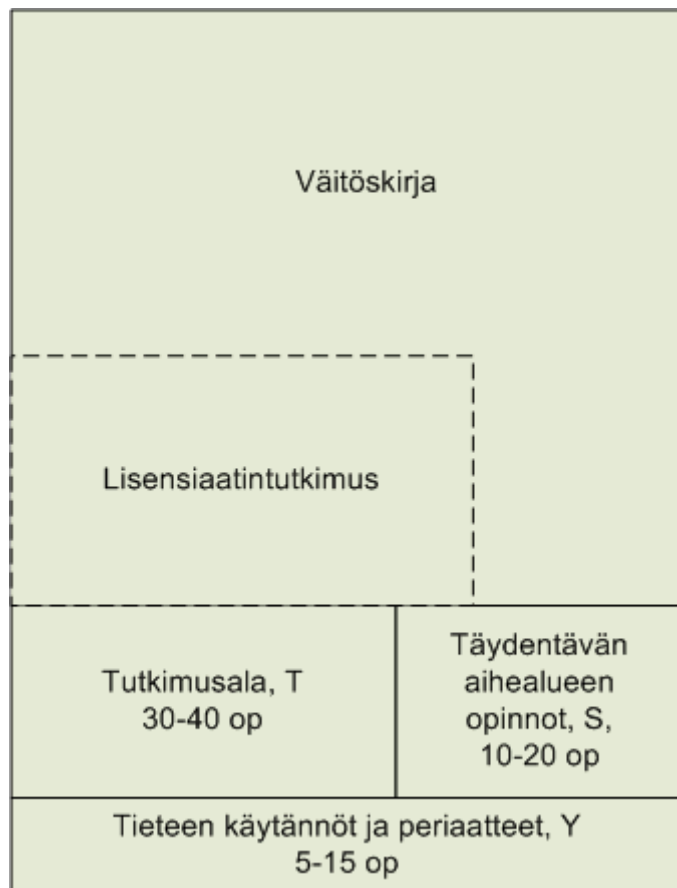 Väitöskirja
Lisensiaatintutkimus
Tutkimusala, T
30-40 op
Täydentävän
aihealueen
opinnot, S,
10-20 op
Tieteen käytännöt ja periaatteet, Y
5-15 op